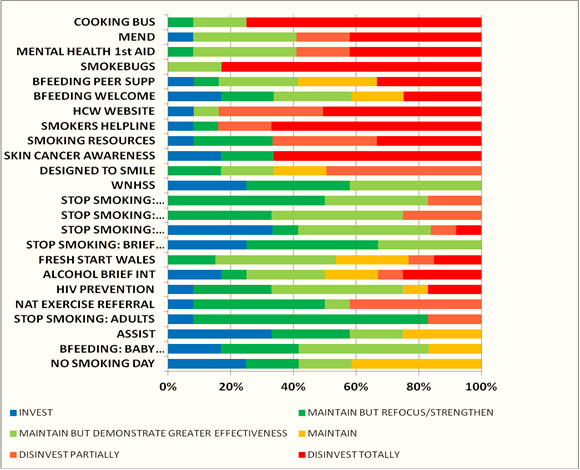 COOKING BUS
MEND
MENTAL HEALTH 1st AID
SMOKEBUGS
BFEEDING PEER SUPP
BFEEDING WELCOME
HCW WEBSITE
SMOKERS HELPLINE
SMOKING RESOURCES
SKIN CANCER AWARENESS
DESIGNED TO SMILE
WNHSS
STOP SMOKING:...
STOP SMOKING:...
STOP SMOKING:...
STOP SMOKING: BRIEF...
FRESH START WALES
ALCOHOL BRIEF INT
HIV PREVENTION
NAT EXERCISE REFERRAL
STOP SMOKING: ADULTS
ASSIST
BFEEDING: BABY...
NO SMOKING DAY
0% 20% 40% 60% 80% 100%
INVEST MAINTAIN BUT REFOCUS/STRENGTHEN
MAINTAIN BUT DEMONSTRATE GREATER EFFECTIVENESS MAINTAIN
DISINVEST PARTIALLY DISINVEST TOTALLY